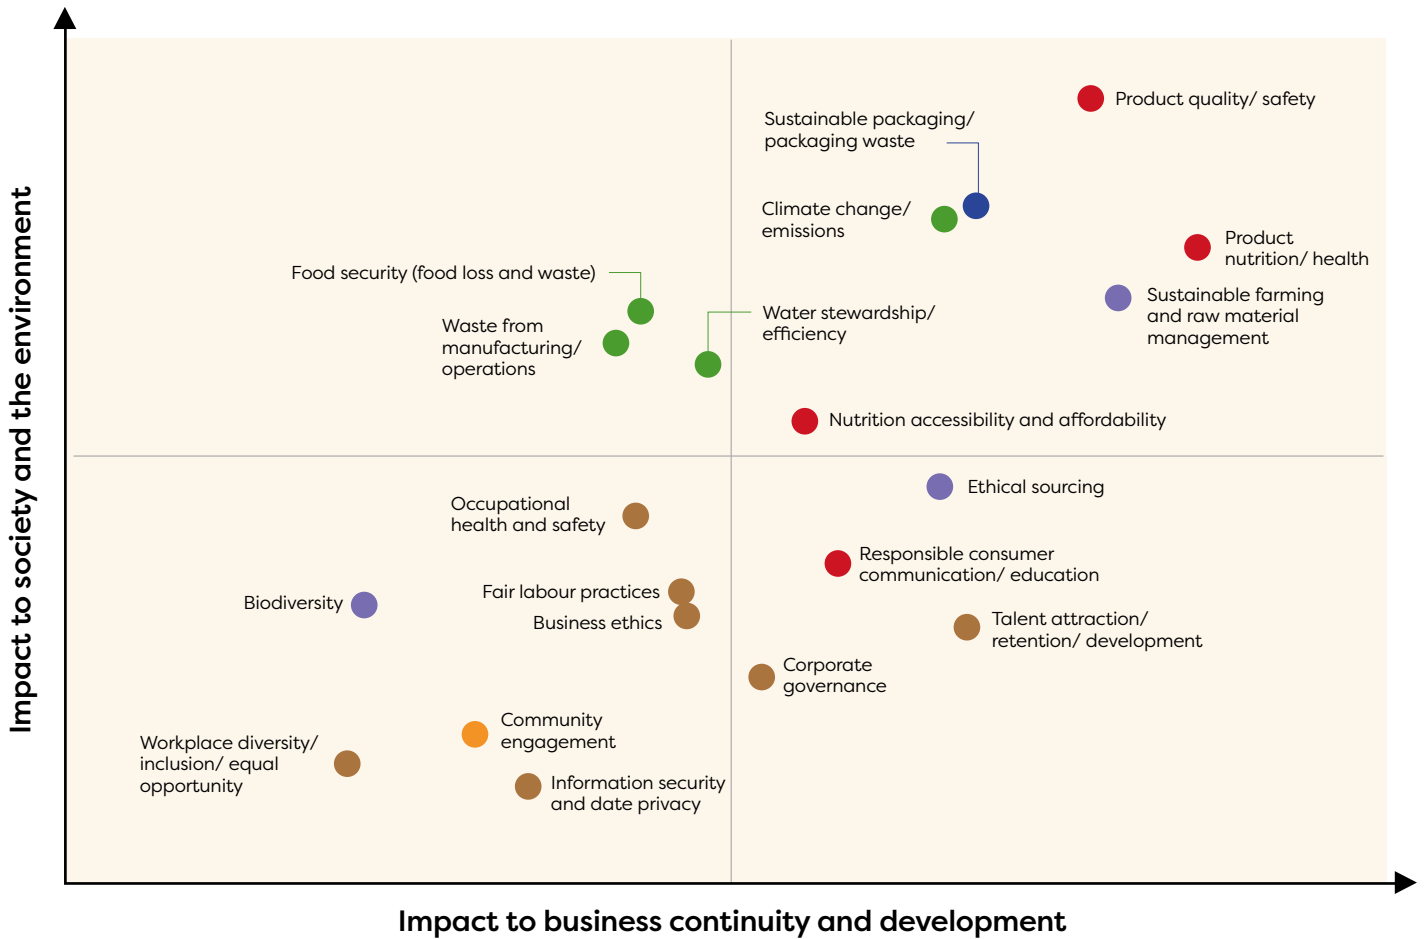 Product quality/ safety
Sustainable packaging/
packaging waste
Climate change/
emissions
Product
nutrition/ health
Food security (food loss and waste)
Sustainable farming
and raw material
management
Water stewardship/
efficiency
Waste from
manufacturing/
operations
Nutrition accessibility and affordability
Ethical sourcing
Occupational
health and safety
Responsible consumer
communication/ education
Fair labour practices
Biodiversity
Business ethics
Talent attraction/
retention/ development
Corporate
governance
Community
engagement
Workplace diversity/
inclusion/ equal
opportunity
Information security
and date privacy
Impact to society and the environment
Impact to business continuity and development